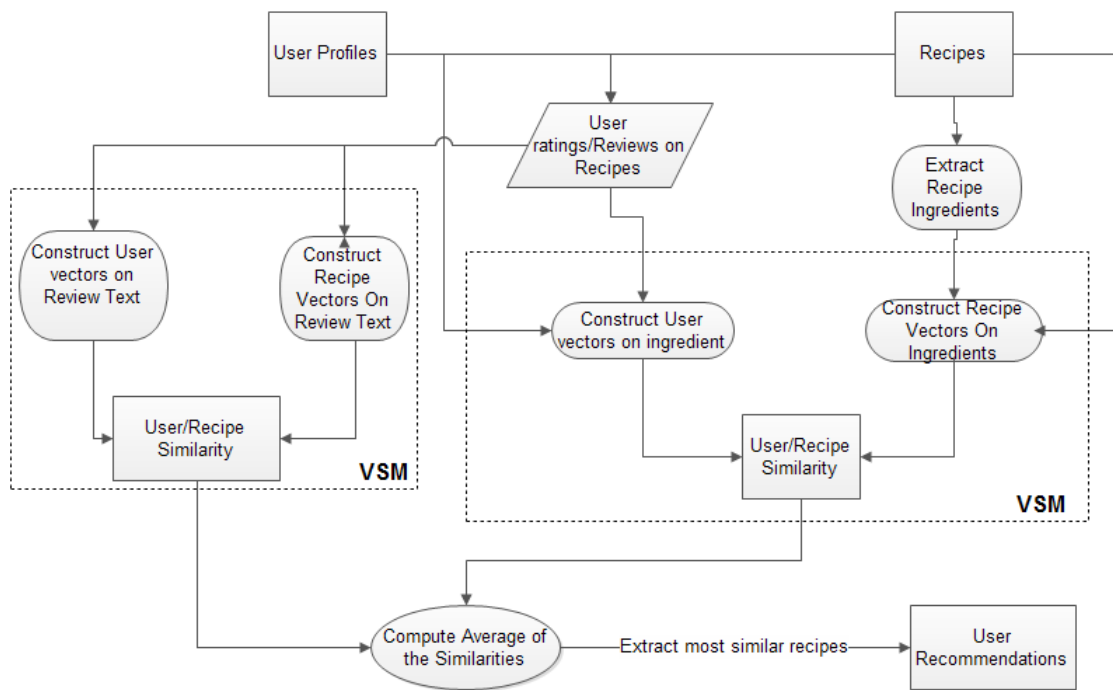 User Profiles
Recipes
User
ratings/Reviews on
Recipes
Extract
Recipe
Ingredients
Construct User
vectors on
Review Text
Construct
Recipe
Vectors On
Review Text
Construct User
vectors on ingredient
Construct Recipe
Vectors On
Ingredients
User/Recipe
Similarity
VSM
User/Recipe
Similarity
VSM
Compute Average of
the Similarities
Extract most similar recipes
User
Recommendations